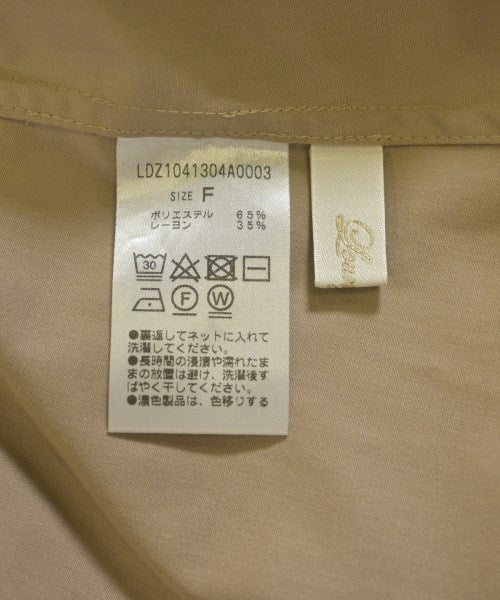 LDZ1041304A0003
SIZE F
ポリエステル 65%
レーヨン 35%
30
F W
●裏返してネットに入れて
洗濯してください。
●長時間の浸漬や濡れたま
まの放置は避け、洗濯後す
ばやく干してください。
●濃色製品は、色移りする